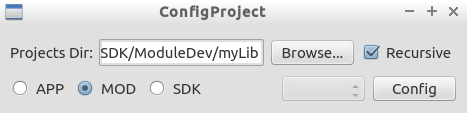 ConfigProject
Projects Dir: SDK/ModuleDev/myLib Browse... Recursive
APP MOD SDK Config